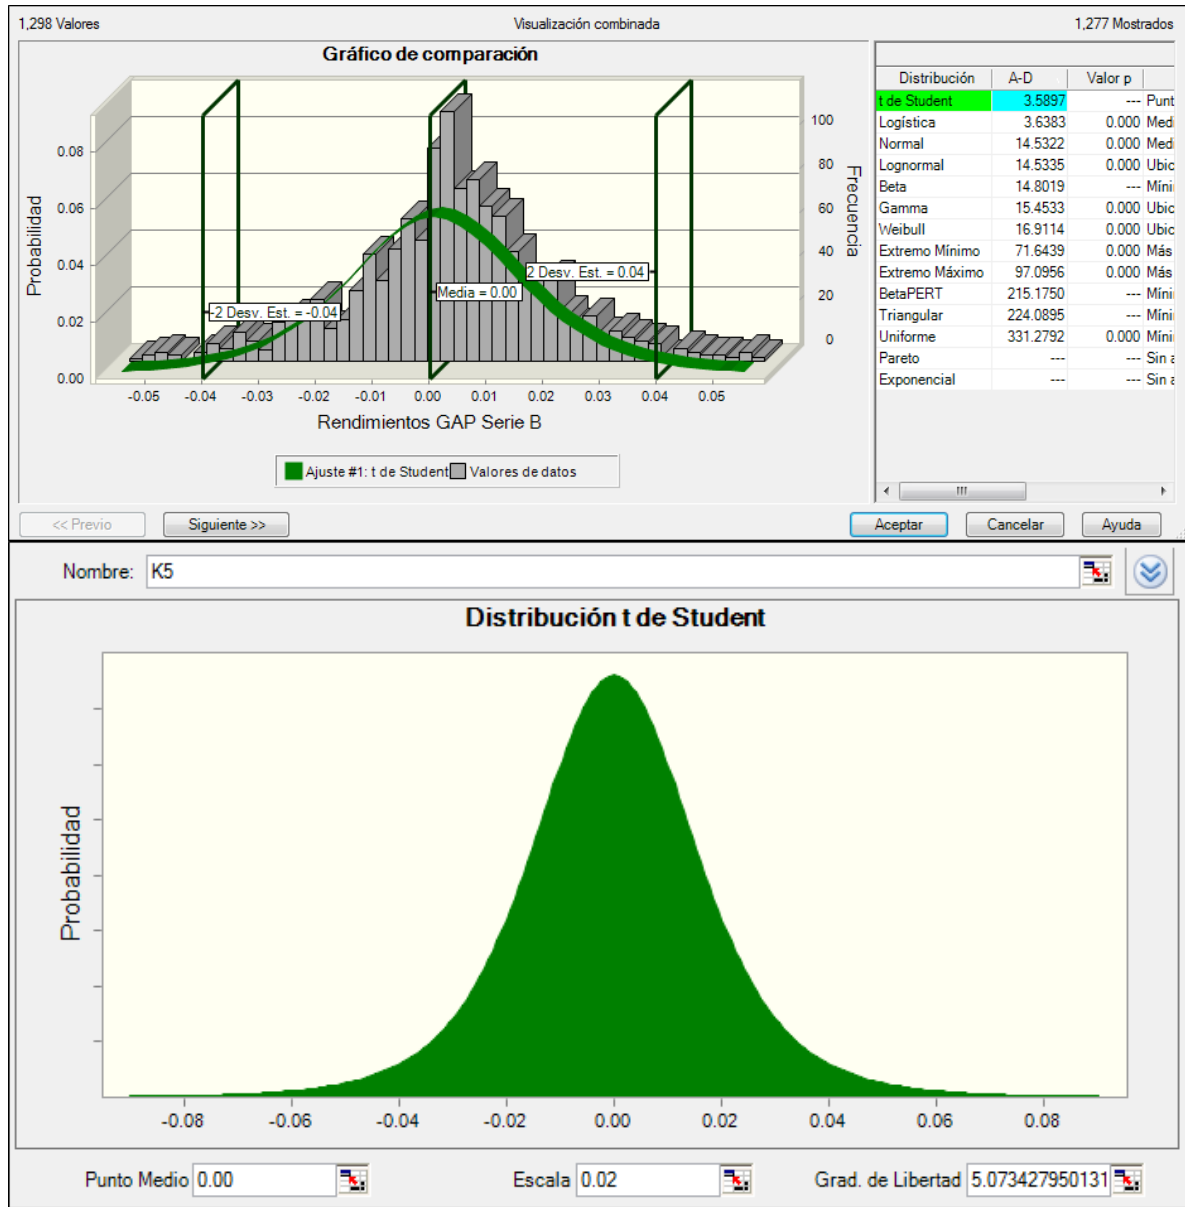 1,298 Valores Visualización combinada 1,277 Mostrados
Gráfico de comparación
Probabilidad
0.08
0.06
0.04
0.02
0.00
-0.05 -0.04 -0.03 -0.02 -0.01 0.00 0.01 0.02 0.03 0.04 0.05
100
80
60
40
20
0
Frecuencia
-2 Desv. Est. = -0.04
Media = 0.00
2 Desv. Est. = 0.04
Rendimientos GAP Serie B
Ajuste #1: t de Student Valores de datos
Distribución A-D Valor p
t de Student 3.5897 --- Punt
Logística 3.6383 0.000 Medi
Normal 14.5322 0.000 Medi
Lognormal 14.5335 0.000 Ubic
Beta 14.8019 --- Míni
Gamma 15.4533 0.000 Ubic
Weibull 16.9114 0.000 Ubic
Extremo Mínimo 71.6439 0.000 Más
Extremo Máximo 97.0956 0.000 Más
BetaPERT 215.1750 --- Míni
Triangular 224.0895 --- Míni
Uniforme 331.2792 0.000 Míni
Pareto --- --- Sin a
Exponencial --- --- Sin a
<< Previo Siguiente >> Aceptar Cancelar Ayuda
Nombre: K5
Distribución t de Student
Probabilidad
-0.08 -0.06 -0.04 -0.02 0.00 0.02 0.04 0.06 0.08
Punto Medio 0.00 Escala 0.02 Grad. de Libertad 5.073427950131